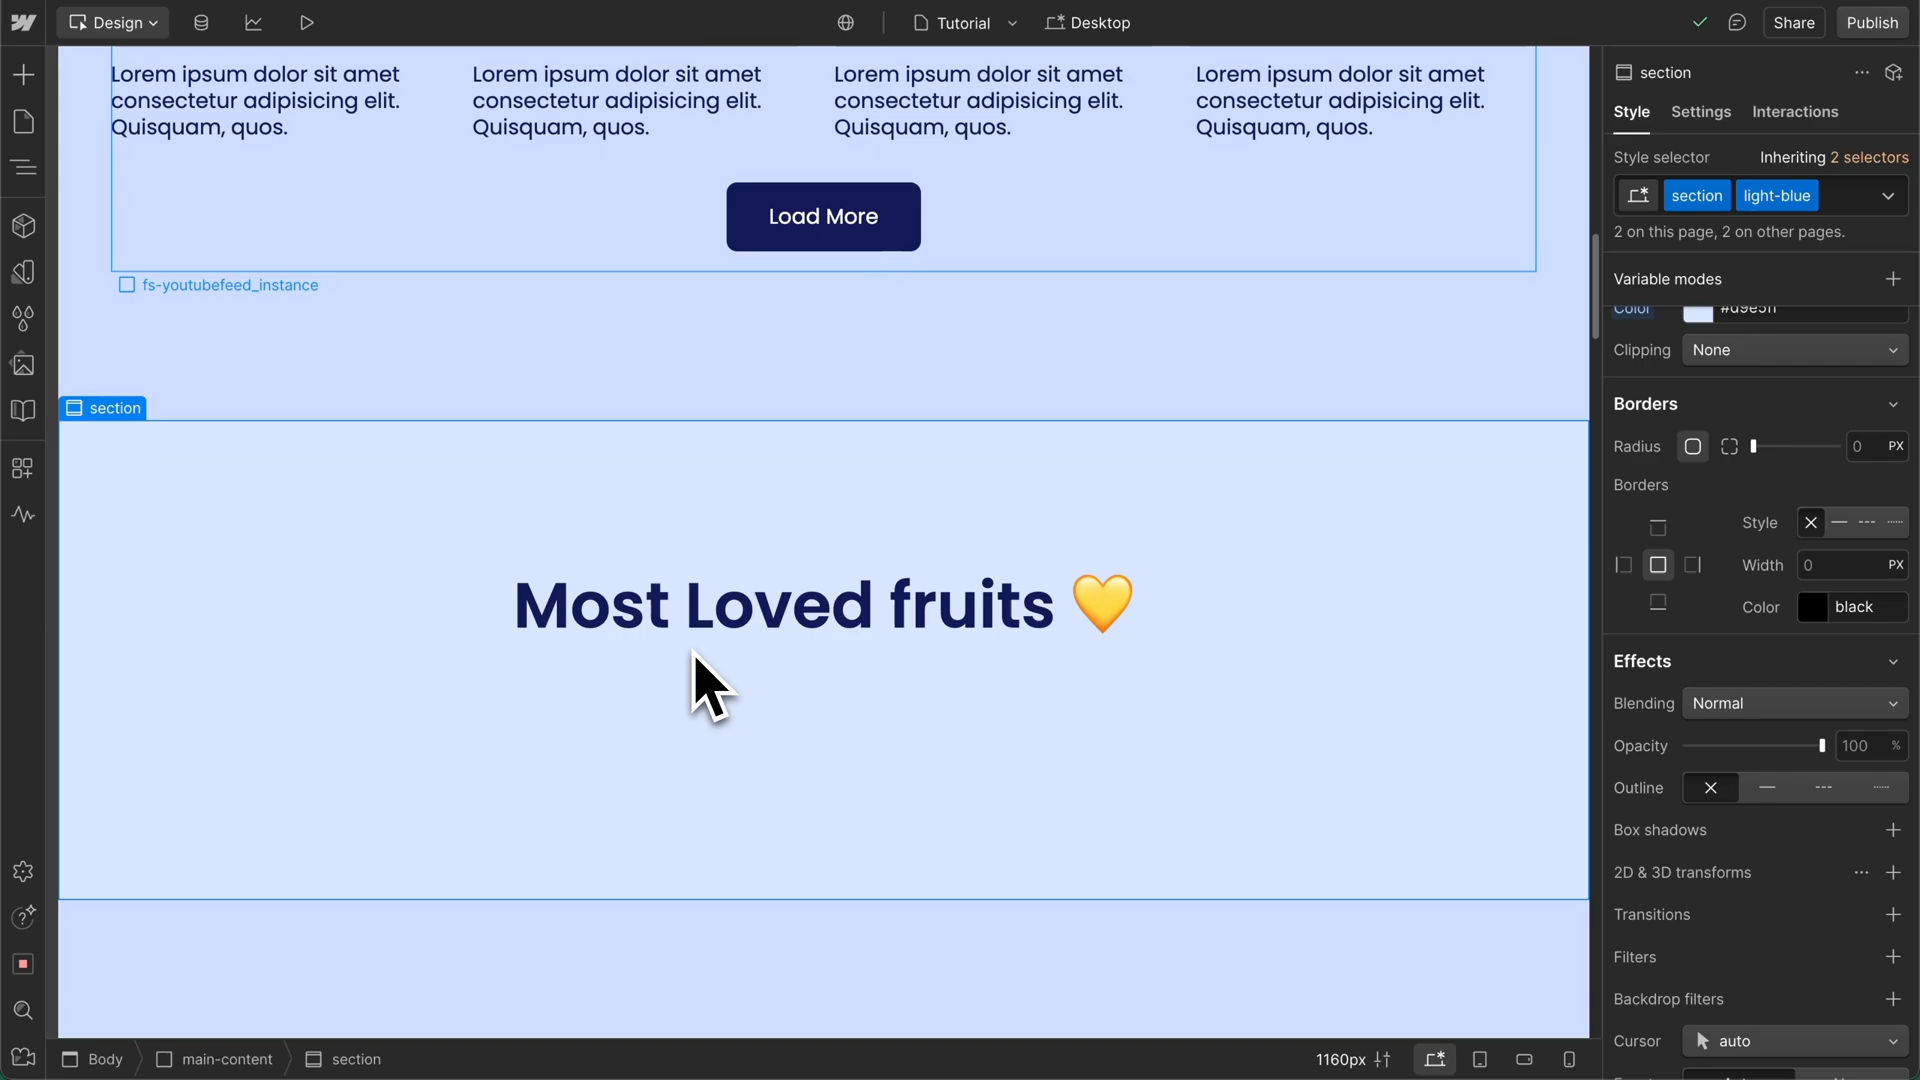 Design
Tutorial
Desktop
Share
Publish
Lorem ipsum dolor sit amet
consectetur adipisicing elit.
Quisquam, quos.
Lorem ipsum dolor sit amet
consectetur adipisicing elit.
Quisquam, quos.
Lorem ipsum dolor sit amet
consectetur adipisicing elit.
Quisquam, quos.
Lorem ipsum dolor sit amet
consectetur adipisicing elit.
Quisquam, quos.
Load More
fs-youtubefeed_instance
section
Most Loved fruits 💛
section
Style Settings Interactions
Style selector Inheriting 2 selectors
section light-blue
2 on this page, 2 on other pages.
Variable modes
Color #d9e5ff
Clipping None
Borders
Radius 0 PX
Borders
Style
Width 0 PX
Color black
Effects
Blending Normal
Opacity 100 %
Outline
Box shadows
2D & 3D transforms
Transitions
Filters
Backdrop filters
Cursor auto
Body main-content section
1160px